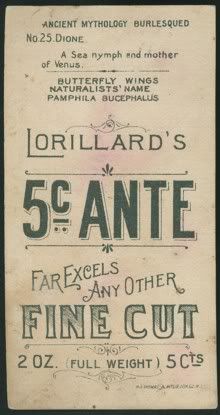 ANCIENT MYTHOLOGY BURLESQUED
No. 25. DIONE.
A Sea nymph and mother
of Venus.
BUTTERFLY WINGS
NATURALISTS' NAME
PAMPHILA BUCEPHALUS
LORILLARD'S
5C ANTE
FAR EXCELS
ANY OTHER
FINE CUT
2 OZ. (FULL WEIGHT) 5 CTS